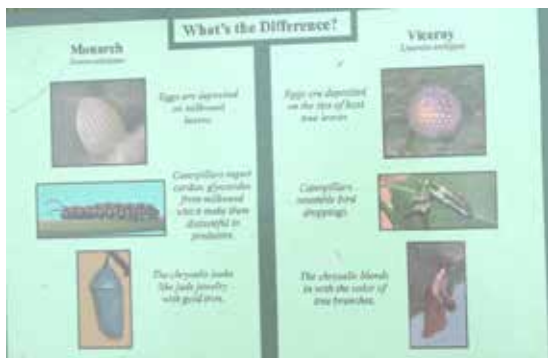 What's the Difference?
Monarch
Eggs are deposited
on milkweed
leaves.
Caterpillars ingest
cardiac glycosides
from milkweed
which make them
distasteful to
predators.
The chrysalis looks
like jade jewelry
with gold trim.
Viceroy
Eggs are deposited
on the tips of host
tree leaves.
Caterpillars
resemble bird
droppings.
The chrysalis blends
in with the color of
tree branches.